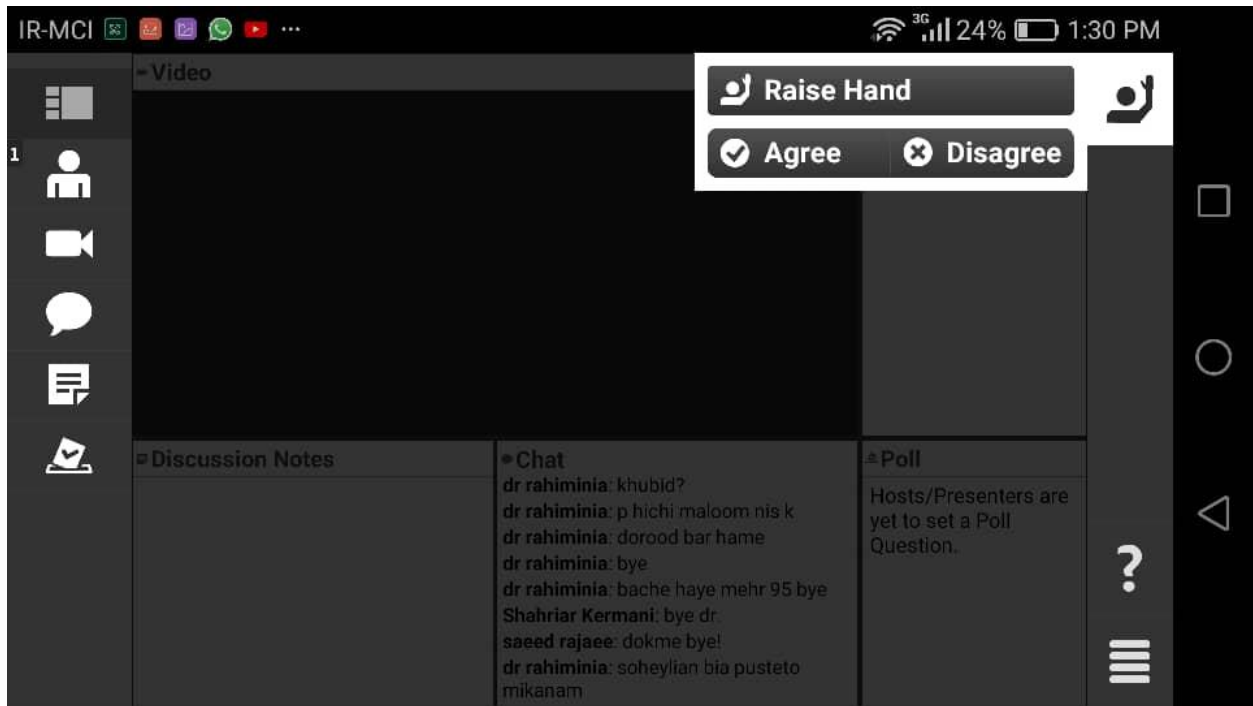 IR-MCI 3G 24% 1:30 PM
Video
Raise Hand
Agree Disagree
1
Discussion Notes
Chat
dr rahiminia: khubid?
dr rahiminia: p hichi maloom nis k
dr rahiminia: dorood bar hame
dr rahiminia: bye
dr rahiminia: bache haye mehr 95 bye
Shahriar Kermani: bye dr
saeed rajaee: dokme bye!
dr rahiminia: soheylian bia pusteto
mikanam
Poll
Hosts/Presenters are
yet to set a Poll
Question.
?